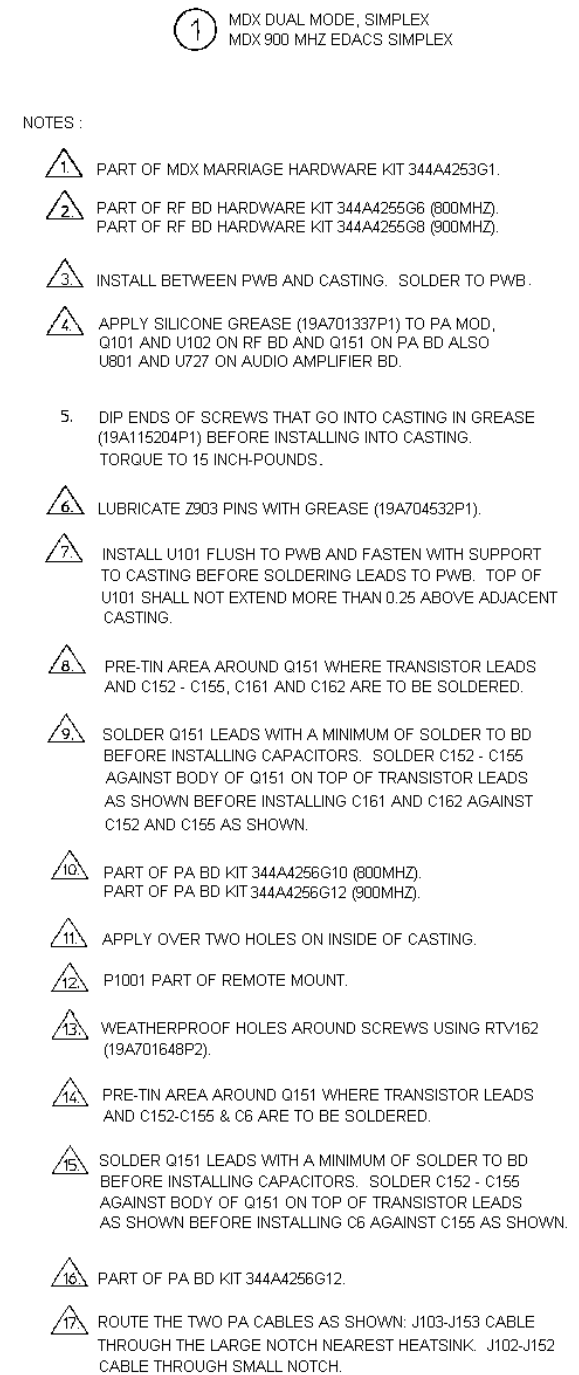 1 MDX DUAL MODE, SIMPLEX
MDX 900 MHZ EDACS SIMPLEX
NOTES :
1. PART OF MDX MARRIAGE HARDWARE KIT 344A4253G1.
2. PART OF RF BD HARDWARE KIT 344A4255G6 (800MHZ).
PART OF RF BD HARDWARE KIT 344A4255G8 (900MHZ).
3. INSTALL BETWEEN PWB AND CASTING. SOLDER TO PWB.
4. APPLY SILICONE GREASE (19A701337P1) TO PA MOD,
Q101 AND U102 ON RF BD AND Q151 ON PA BD ALSO
U801 AND U727 ON AUDIO AMPLIFIER BD.
5. DIP ENDS OF SCREWS THAT GO INTO CASTING IN GREASE
(19A115204P1) BEFORE INSTALLING INTO CASTING.
TORQUE TO 15 INCH-POUNDS.
6. LUBRICATE Z903 PINS WITH GREASE (19A704532P1).
7. INSTALL U101 FLUSH TO PWB AND FASTEN WITH SUPPORT
TO CASTING BEFORE SOLDERING LEADS TO PWB. TOP OF
U101 SHALL NOT EXTEND MORE THAN 0.25 ABOVE ADJACENT
CASTING.
8. PRE-TIN AREA AROUND Q151 WHERE TRANSISTOR LEADS
AND C152 - C155, C161 AND C162 ARE TO BE SOLDERED.
9. SOLDER Q151 LEADS WITH A MINIMUM OF SOLDER TO BD
BEFORE INSTALLING CAPACITORS. SOLDER C152 - C155
AGAINST BODY OF Q151 ON TOP OF TRANSISTOR LEADS
AS SHOWN BEFORE INSTALLING C161 AND C162 AGAINST
C152 AND C155 AS SHOWN.
10. PART OF PA BD KIT 344A4256G10 (800MHZ).
PART OF PA BD KIT 344A4256G12 (900MHZ).
11. APPLY OVER TWO HOLES ON INSIDE OF CASTING.
12. P1001 PART OF REMOTE MOUNT.
13. WEATHERPROOF HOLES AROUND SCREWS USING RTV162
(19A701648P2).
14. PRE-TIN AREA AROUND Q151 WHERE TRANSISTOR LEADS
AND C152-C155 & C6 ARE TO BE SOLDERED.
15. SOLDER Q151 LEADS WITH A MINIMUM OF SOLDER TO BD
BEFORE INSTALLING CAPACITORS. SOLDER C152 - C155
AGAINST BODY OF Q151 ON TOP OF TRANSISTOR LEADS
AS SHOWN BEFORE INSTALLING C6 AGAINST C155 AS SHOWN.
16. PART OF PA BD KIT 344A4256G12.
17. ROUTE THE TWO PA CABLES AS SHOWN: J103-J153 CABLE
THROUGH THE LARGE NOTCH NEAREST HEATSINK. J102-J152
CABLE THROUGH SMALL NOTCH.